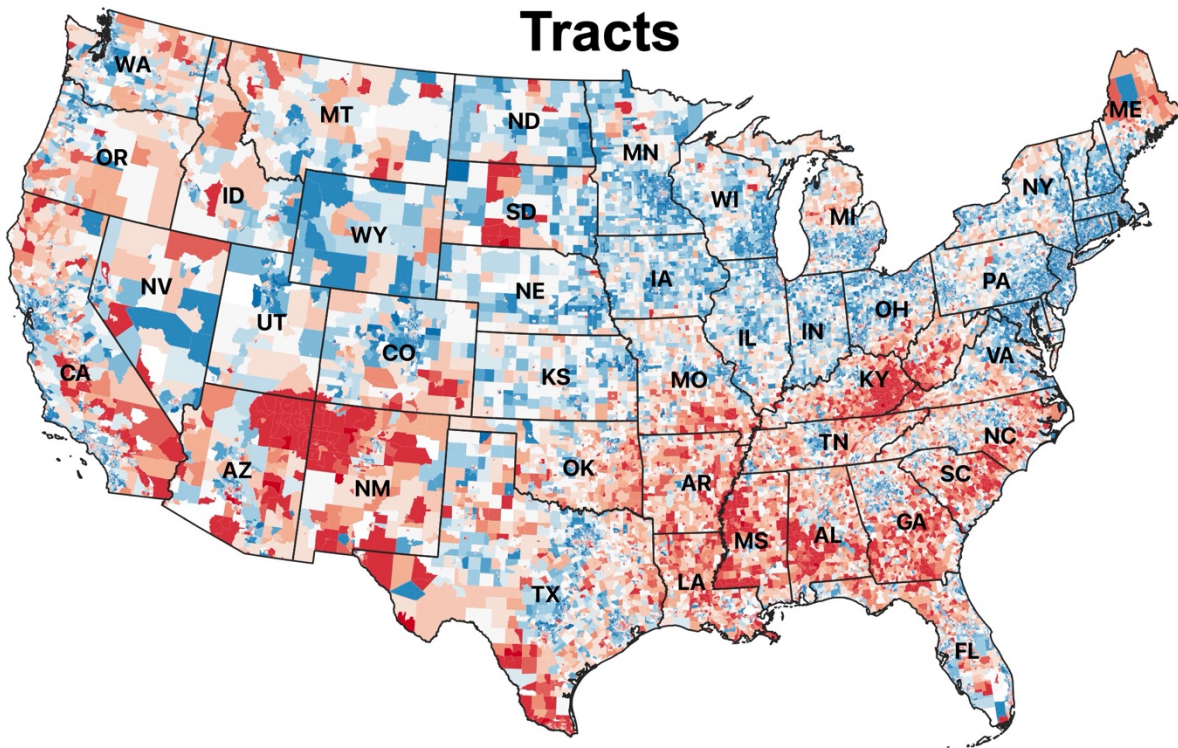 Tracts
WA
MT
ND
MN
ME
OR
ID
SD
WI
MI
NY
WY
NV
NE
IA
PA
UT
CO
IL
IN
OH
VA
CA
KS
MO
KY
AZ
NM
OK
AR
TN
NC
SC
MS
AL
GA
TX
LA
FL